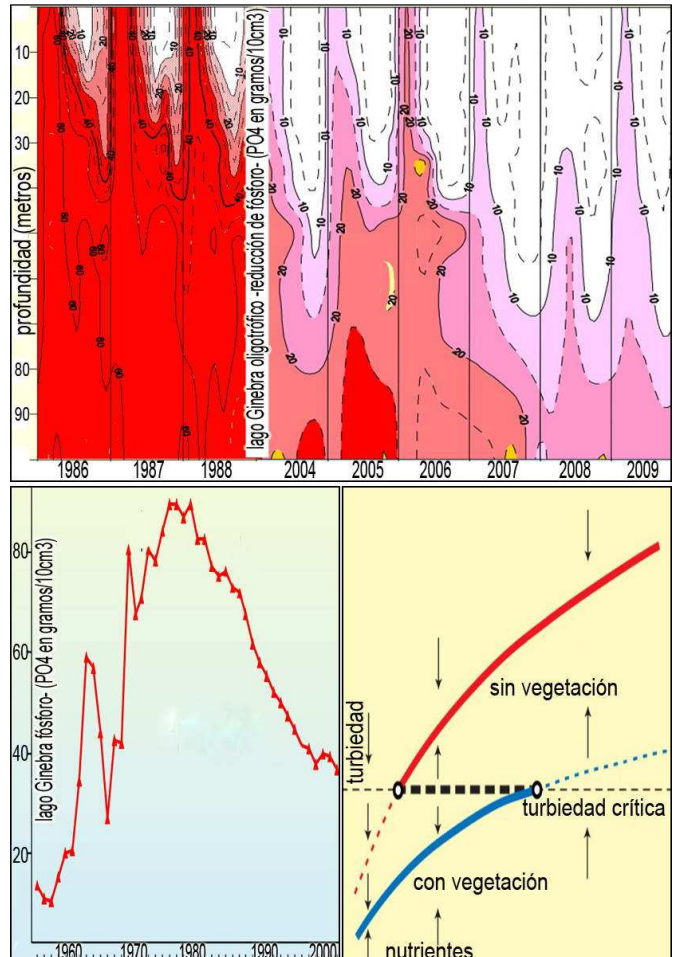 profundidad (metros)
10
20
30
80
90
lago Ginebra oligotrófico -reducción de fósforo- (PO4 en gramos/10cm3)
1986 1987 1988 2004 2005 2006 2007 2008 2009
lago Ginebra fósforo- (PO4 en gramos/10cm3)
80
60
40
20
1960 1970 1980 1990 2000
turbiedad
sin vegetación
turbiedad crítica
con vegetación
nutrientes